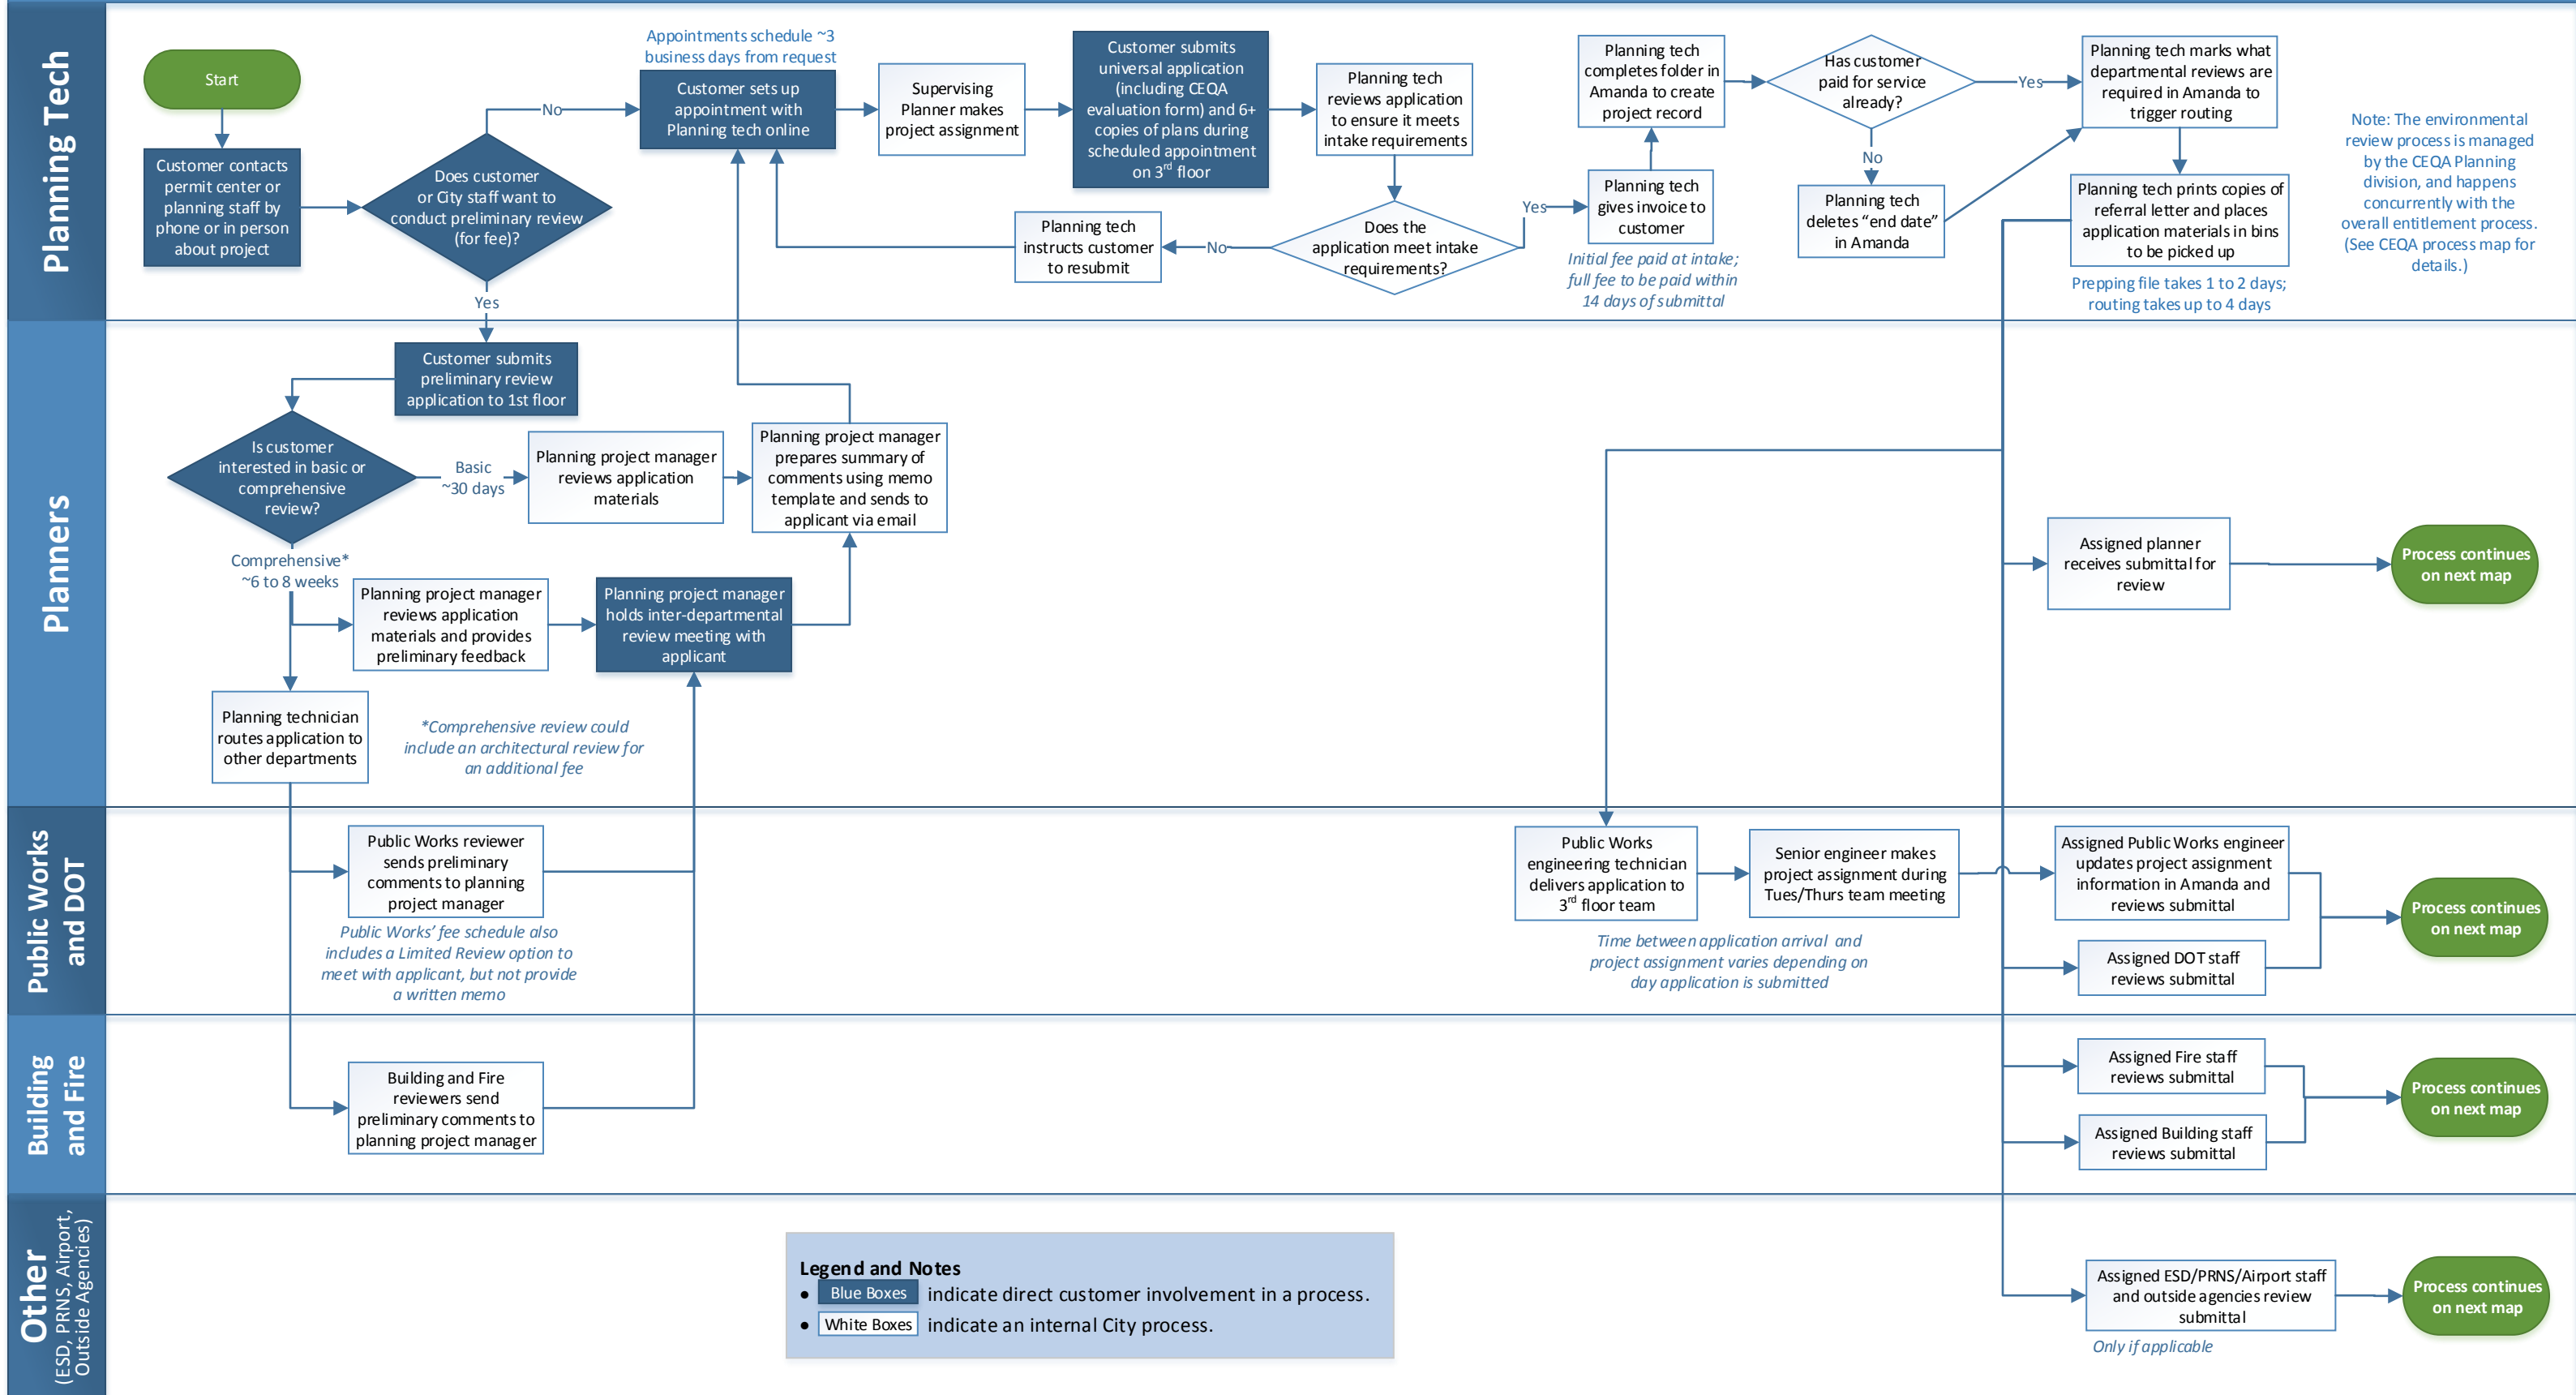 Planning Tech
Start
Customer contacts
permit center or
planning staff by
phone or in person
about project
Does customer
or City staff want to
conduct preliminary review
(for fee)?
No
Yes
Appointments schedule ~3
business days from request
Customer sets up
appointment with
Planning tech online
Supervising
Planner makes
project assignment
Customer submits
universal application
(including CEQA
evaluation form) and 6+
copies of plans during
scheduled appointment
on 3rd floor
Planning tech
reviews application
to ensure it meets
intake requirements
Does the
application meet intake
requirements?
No
Planning tech
instructs customer
to resubmit
Yes
Planning tech
gives invoice to
customer
Initial fee paid at intake;
full fee to be paid within
14 days of submittal
Planning tech
completes folder in
Amanda to create
project record
Has customer
paid for service
already?
Yes
No
Planning tech
deletes “end date”
in Amanda
Planning tech marks what
departmental reviews are
required in Amanda to
trigger routing
Planning tech prints copies of
referral letter and places
application materials in bins
to be picked up
Prepping file takes 1 to 2 days;
routing takes up to 4 days
Note: The environmental
review process is managed
by the CEQA Planning
division, and happens
concurrently with the
overall entitlement process.
(See CEQA process map for
details.)
Planners
Customer submits
preliminary review
application to 1st floor
Is customer
interested in basic or
comprehensive
review?
Basic
~30 days
Planning project manager
reviews application
materials
Planning project manager
prepares summary of
comments using memo
template and sends to
applicant via email
Comprehensive*
~6 to 8 weeks
Planning project manager
reviews application
materials and provides
preliminary feedback
Planning project manager
holds inter-departmental
review meeting with
applicant
Planning technician
routes application to
other departments
*Comprehensive review could
include an architectural review for
an additional fee
Assigned planner
receives submittal for
review
Process continues
on next map
Public Works
and DOT
Public Works reviewer
sends preliminary
comments to planning
project manager
Public Works’ fee schedule also
includes a Limited Review option to
meet with applicant, but not provide
a written memo
Public Works
engineering technician
delivers application to
3rd floor team
Senior engineer makes
project assignment during
Tues/Thurs team meeting
Time between application arrival and
project assignment varies depending on
day application is submitted
Assigned Public Works engineer
updates project assignment
information in Amanda and
reviews submittal
Assigned DOT staff
reviews submittal
Process continues
on next map
Building
and Fire
Building and Fire
reviewers send
preliminary comments to
planning project manager
Assigned Fire staff
reviews submittal
Assigned Building staff
reviews submittal
Process continues
on next map
Other
(ESD, PRNS, Airport,
Outside Agencies)
Legend and Notes
• Blue Boxes indicate direct customer involvement in a process.
• White Boxes indicate an internal City process.
Assigned ESD/PRNS/Airport staff
and outside agencies review
submittal
Only if applicable
Process continues
on next map